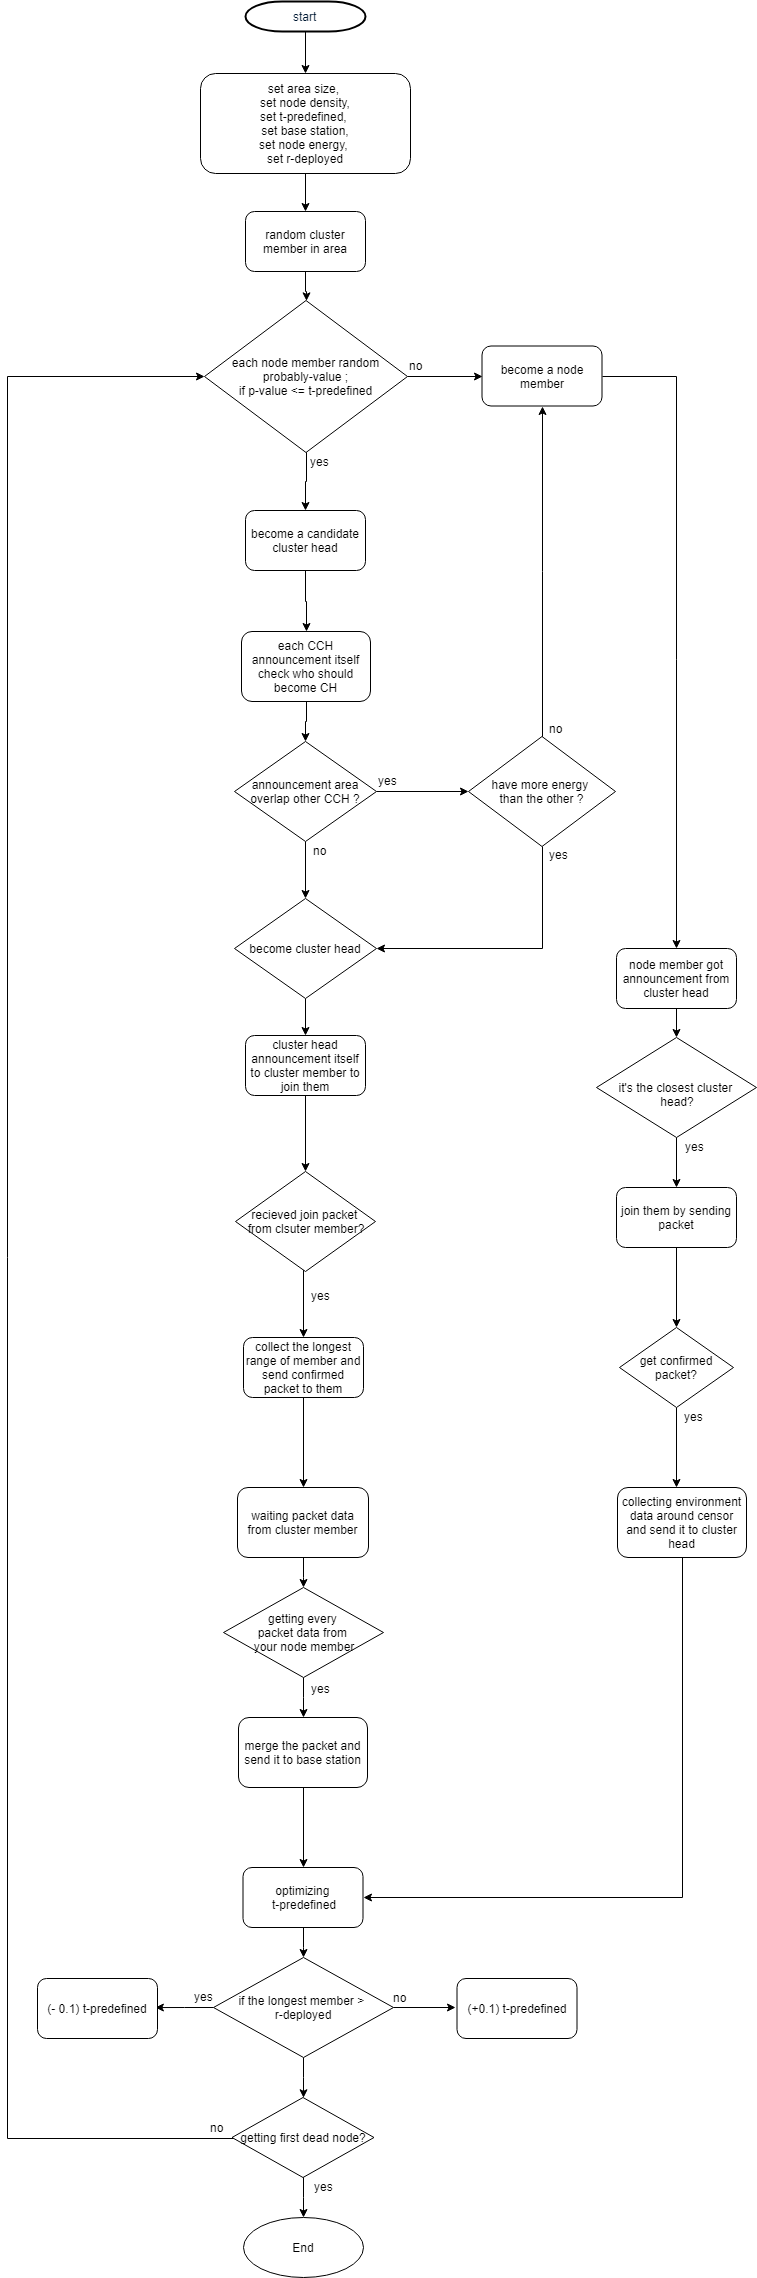 start
set area size,
set node density,
set t-predefined,
set base station,
set node energy,
set r-deployed
random cluster
member in area
each node member random
probably-value ;
if p-value <= t-predefined
no
become a node
member
yes
become a candidate
cluster head
each CCH
announcement itself
check who should
become CH
no
announcement area
overlap other CCH ?
yes
have more energy
than the other ?
no
yes
become cluster head
node member got
announcement from
cluster head
cluster head
announcement itself
to cluster member to
join them
it's the closest cluster
head?
yes
recieved join packet
from clsuter member?
join them by sending
packet
yes
collect the longest
range of member and
send confirmed
packet to them
get confirmed
packet?
yes
waiting packet data
from cluster member
collecting environment
data around censor
and send it to cluster
head
getting every
packet data from
your node member
yes
merge the packet and
send it to base station
optimizing
t-predefined
(- 0.1) t-predefined
yes
if the longest member >
r-deployed
no
(+0.1) t-predefined
no
getting first dead node?
yes
End